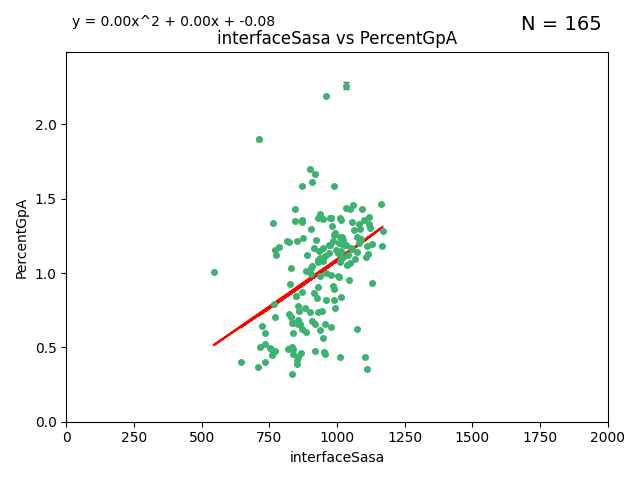 y = 0.00x^2 + 0.00x + -0.08
N = 165
interfaceSasa vs PercentGpA
PercentGpA
2.0
1.5
1.0
0.5
0.0
0 250 500 750 1000 1250 1500 1750 2000
interfaceSasa